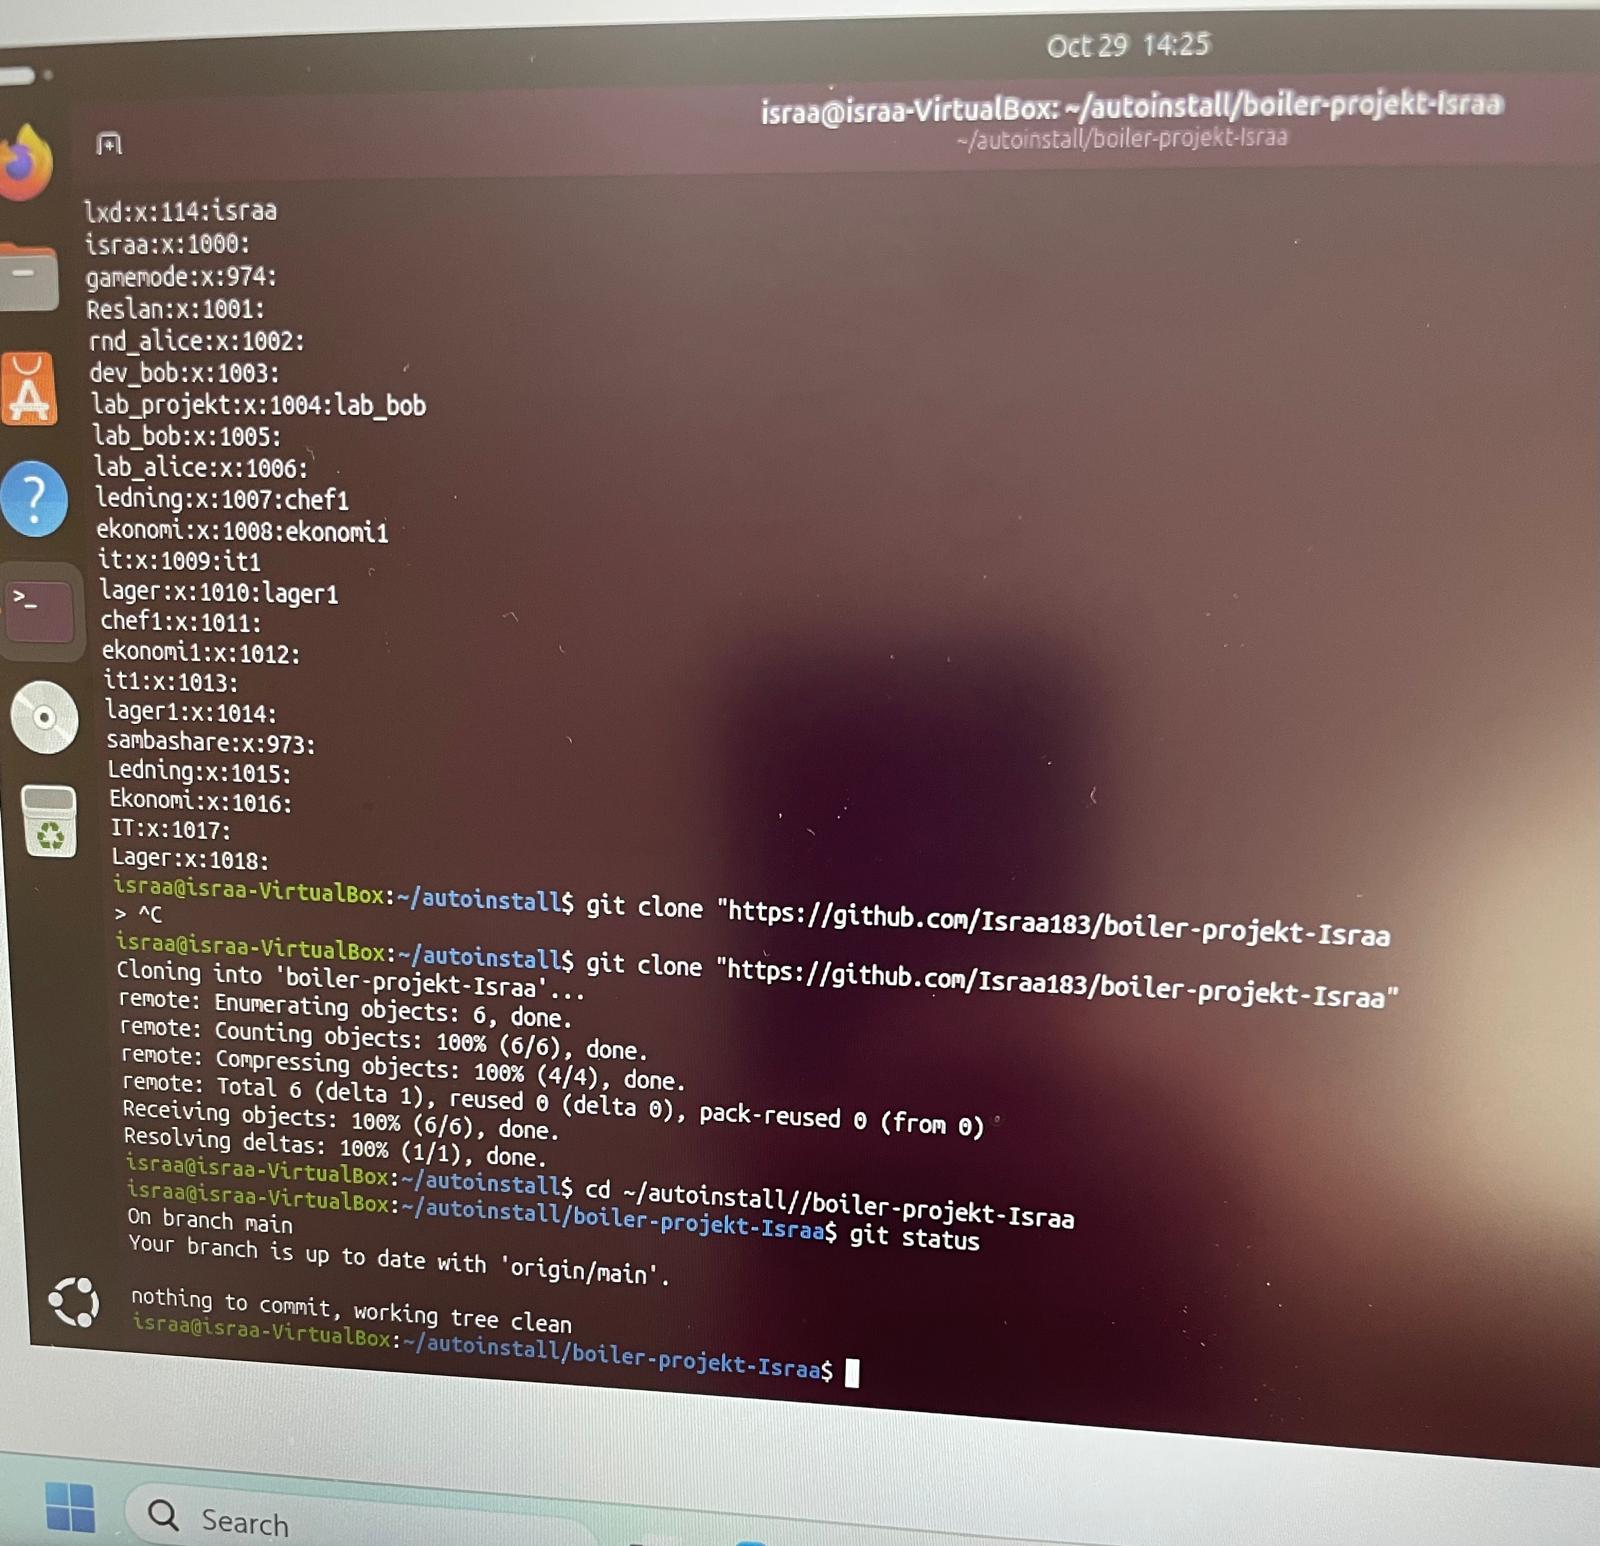 Oct 29 14:25
israa@israa-VirtualBox: ~/autoinstall/boiler-projekt-Israa
~/autoinstall/boiler-projekt-Israa
lxd:x:114:israa
israa:x:1000:
gamemode:x:974:
Reslan:x:1001:
rnd_alice:x:1002:
dev_bob:x:1003:
lab_projekt:x:1004:lab_bob
lab_bob:x:1005:
lab_alice:x:1006:
ledning:x:1007:chef1
ekonomi:x:1008:ekonomi1
it:x:1009:it1
lager:x:1010:lager1
chef1:x:1011:
ekonomi1:x:1012:
it1:x:1013:
lager1:x:1014:
sambashare:x:973:
Ledning:x:1015:
Ekonomi:x:1016:
IT:x:1017:
Lager:x:1018:
israa@israa-VirtualBox:~/autoinstall$ git clone "https://github.com/Israa183/boiler-projekt-Israa
> ^C
israa@israa-VirtualBox:~/autoinstall$ git clone "https://github.com/Israa183/boiler-projekt-Israa"
Cloning into 'boiler-projekt-Israa'...
remote: Enumerating objects: 6, done.
remote: Counting objects: 100% (6/6), done.
remote: Compressing objects: 100% (4/4), done.
remote: Total 6 (delta 1), reused 0 (delta 0), pack-reused 0 (from 0)
Receiving objects: 100% (6/6), done.
Resolving deltas: 100% (1/1), done.
israa@israa-VirtualBox:~/autoinstall$ cd ~/autoinstall//boiler-projekt-Israa
israa@israa-VirtualBox:~/autoinstall/boiler-projekt-Israa$ git status
On branch main
Your branch is up to date with 'origin/main'.
nothing to commit, working tree clean
israa@israa-VirtualBox:~/autoinstall/boiler-projekt-Israa$
Search